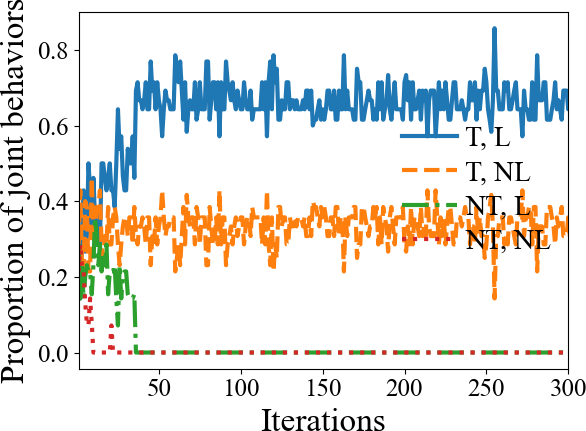 Proportion of joint behaviors
0.8
0.6
0.4
0.2
0.0
T, L
T, NL
NT, L
NT, NL
50
100
150
200
250
300
Iterations